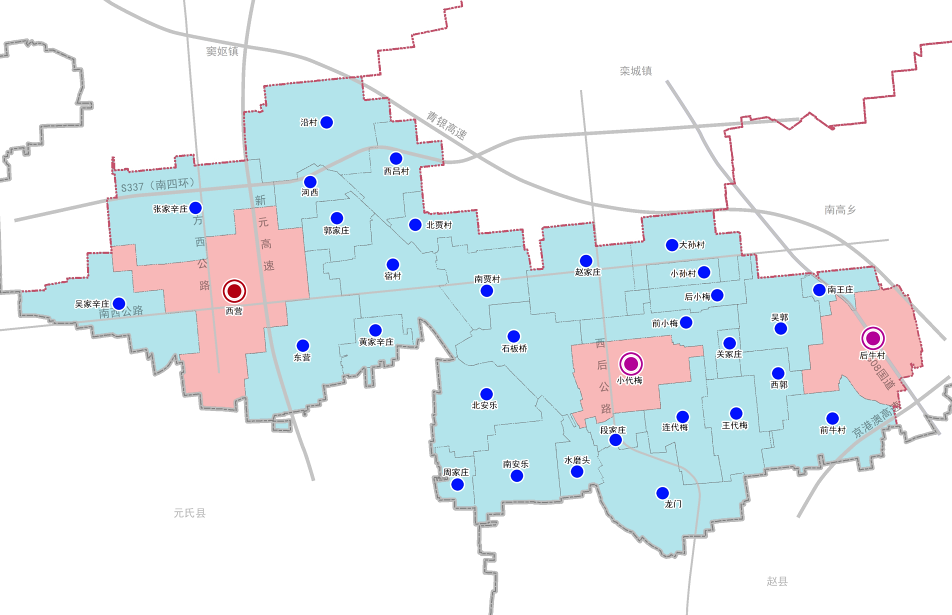 窦妪镇
栾城镇
青银高速
沿村
西吕村
S337（南四环）
河西
新元高速
张家辛庄
方西公路
郭家庄
北贾村
南高乡
大孙村
赵家庄
小孙村
宿村
南贾村
后小梅
南王庄
吴家辛庄
南西公路
西营
吴郭
前小梅
黄家辛庄
东营
石板桥
西后公路
关家庄
后牛村
小代梅
西郭
308国道
北安乐
段家庄
连代梅
王代梅
前牛村
京港澳高速
周家庄
南安乐
水磨头
龙门
元氏县
赵县